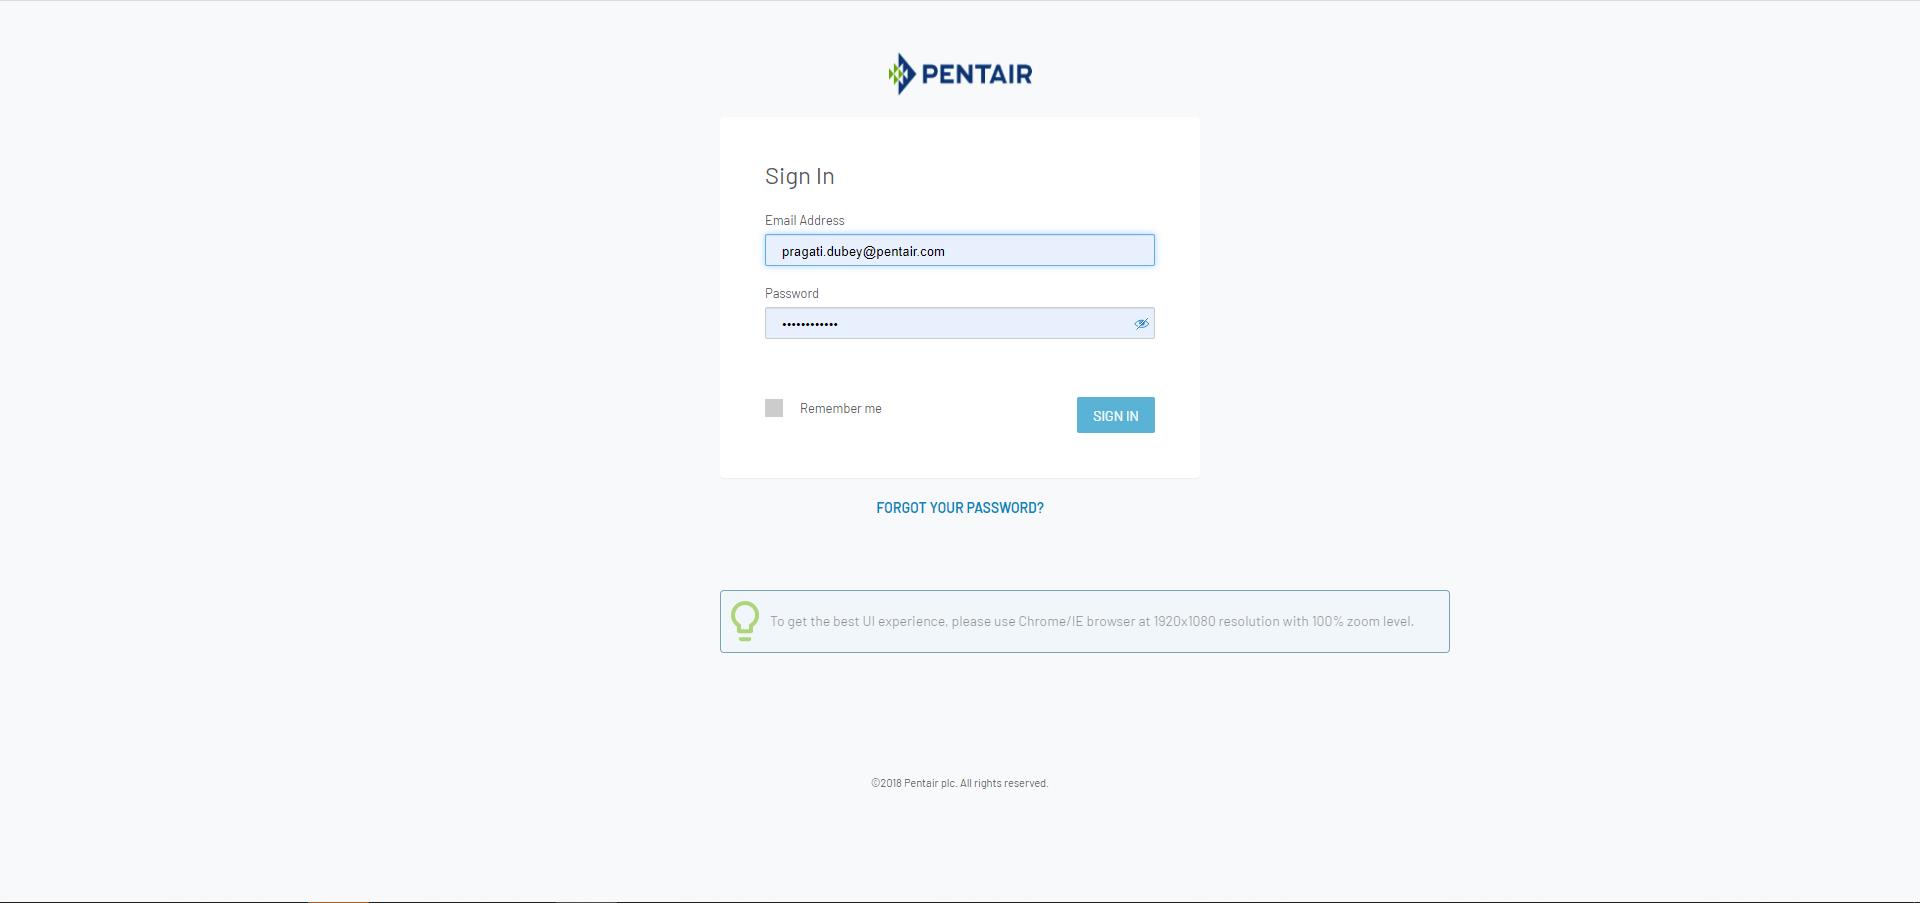 PENTAIR
Sign In
Email Address
pragati.dubey@pentair.com
Password
••••••••••••
Remember me
SIGN IN
FORGOT YOUR PASSWORD?
To get the best UI experience, please use Chrome/IE browser at 1920x1080 resolution with 100% zoom level.
©2018 Pentair plc. All rights reserved.